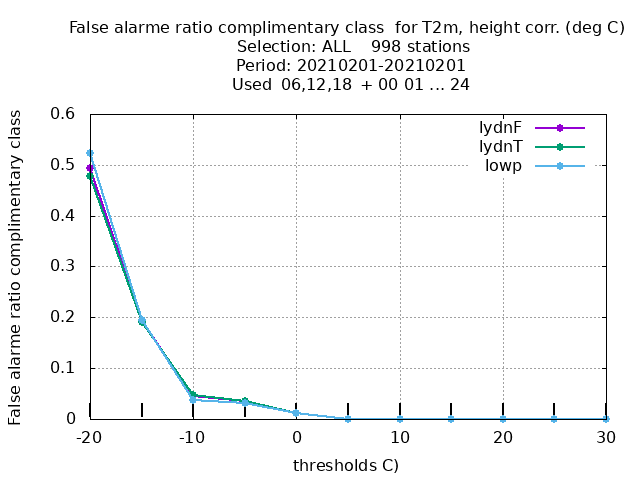 False alarme ratio complimentary class  for T2m, height corr. (deg C)
Selection: ALL    998 stations
Period: 20210201-20210201
Used  06,12,18  + 00 01 ... 24
False alarme ratio complimentary class
0.6
0.5
0.4
0.3
0.2
0.1
0
lydnF
lydnT
lowp
-20 -10 0 10 20 30
thresholds C)